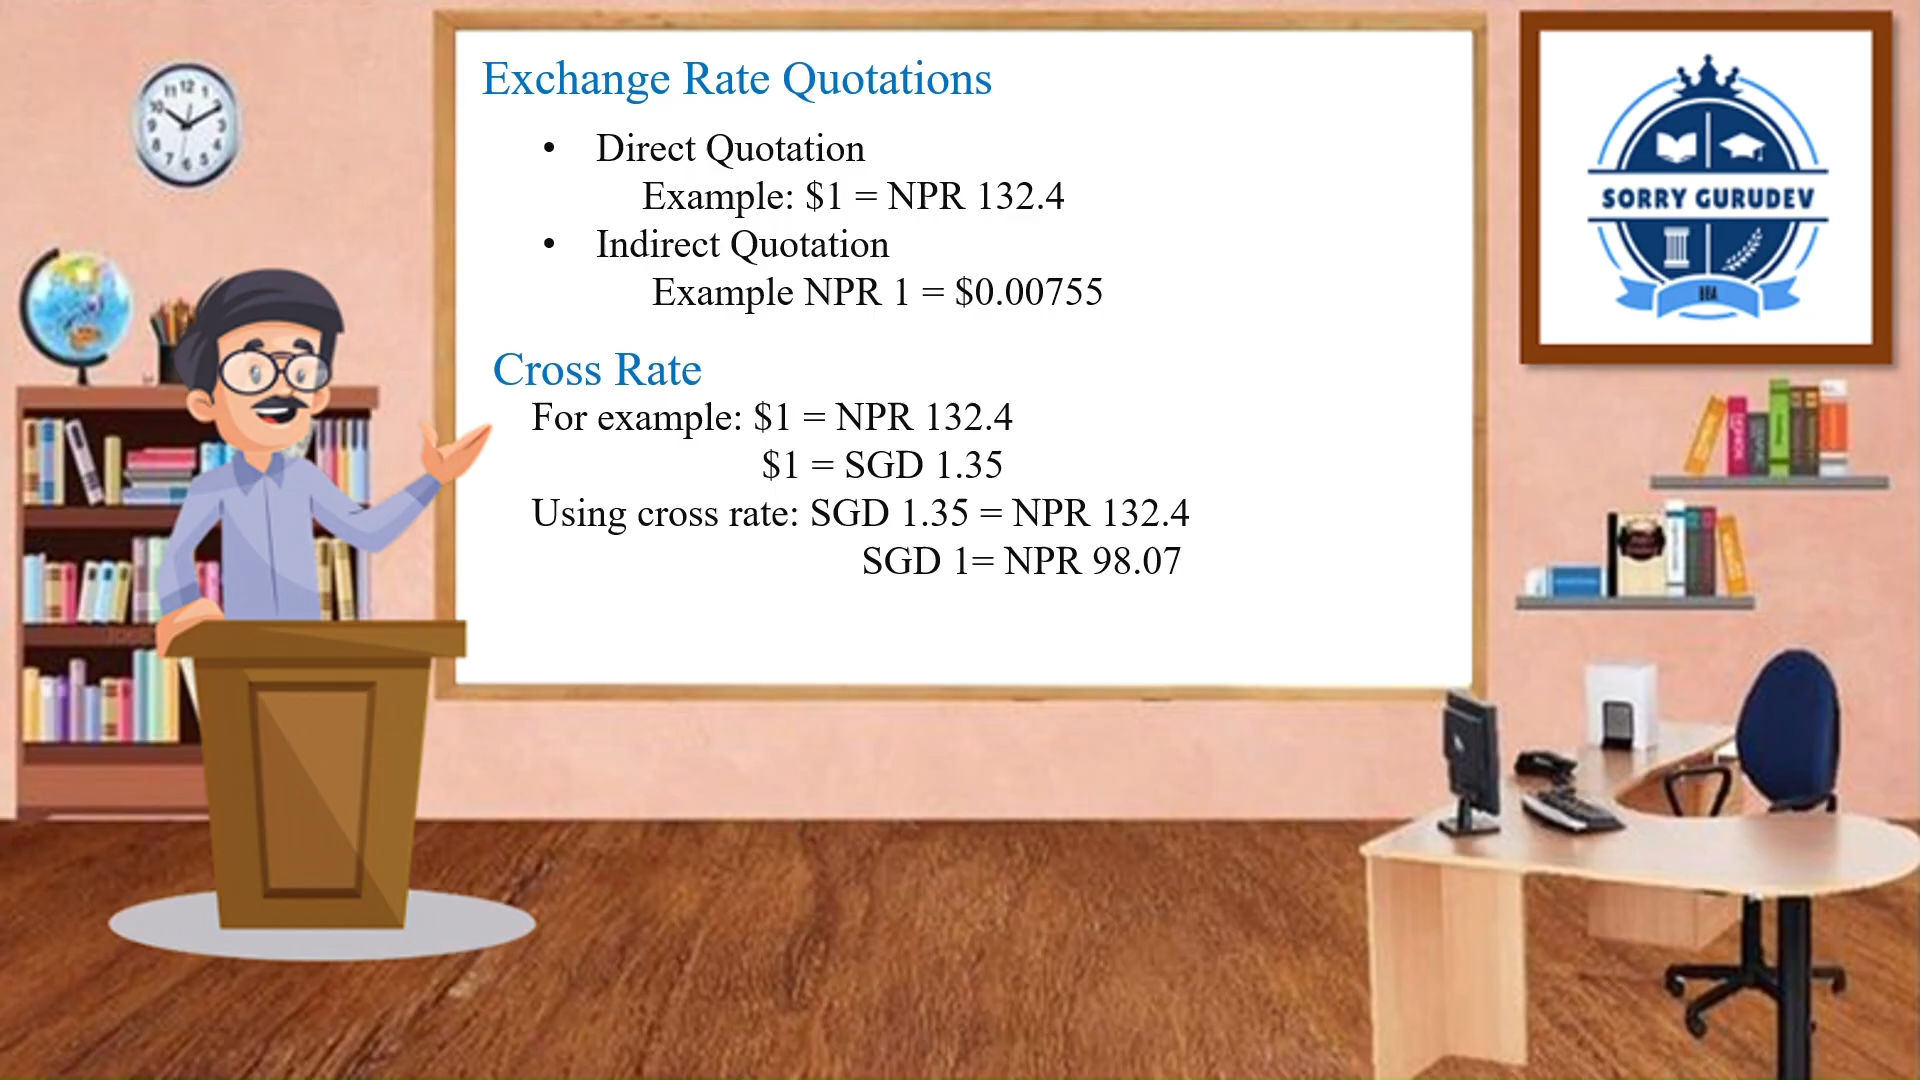 Exchange Rate Quotations
• Direct Quotation
Example: $1 = NPR 132.4
• Indirect Quotation
Example NPR 1 = $0.00755
Cross Rate
For example: $1 = NPR 132.4
$1 = SGD 1.35
Using cross rate: SGD 1.35 = NPR 132.4
SGD 1= NPR 98.07
SORRY GURUDEV
BBA